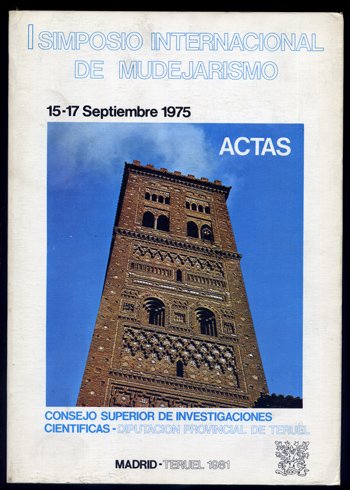 I SIMPOSIO INTERNACIONAL
DE MUDEJARISMO
15-17 Septiembre 1975
ACTAS
CONSEJO SUPERIOR DE INVESTIGACIONES
CIENTIFICAS - DIPUTACION PROVINCIAL DE TERUEL
MADRID - TERUEL 1981